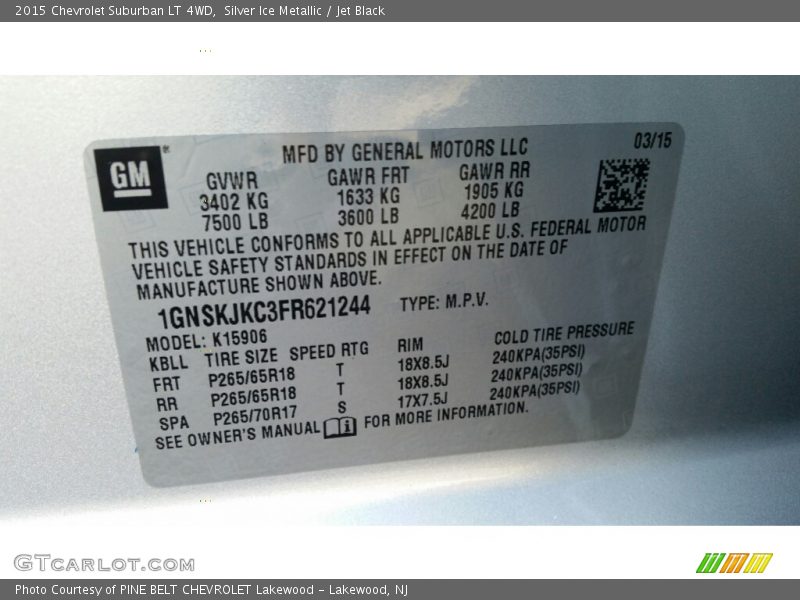 2015 Chevrolet Suburban LT 4WD,  Silver Ice Metallic / Jet Black
GM
MFD BY GENERAL MOTORS LLC
03/15
GVWR GAWR FRT GAWR RR
3402 KG 1633 KG 1905 KG
7500 LB 3600 LB 4200 LB
THIS VEHICLE CONFORMS TO ALL APPLICABLE U.S. FEDERAL MOTOR
VEHICLE SAFETY STANDARDS IN EFFECT ON THE DATE OF
MANUFACTURE SHOWN ABOVE.
1GNSKJKC3FR621244 TYPE: M.P.V.
MODEL: K15906
KBLL TIRE SIZE SPEED RTG RIM COLD TIRE PRESSURE
FRT P265/65R18 T 18X8.5J 240KPA(35PSI)
RR P265/65R18 T 18X8.5J 240KPA(35PSI)
SPA P265/70R17 S 17X7.5J 240KPA(35PSI)
SEE OWNER'S MANUAL FOR MORE INFORMATION.
GTcarlot.com
Photo Courtesy of PINE BELT CHEVROLET Lakewood - Lakewood, NJ